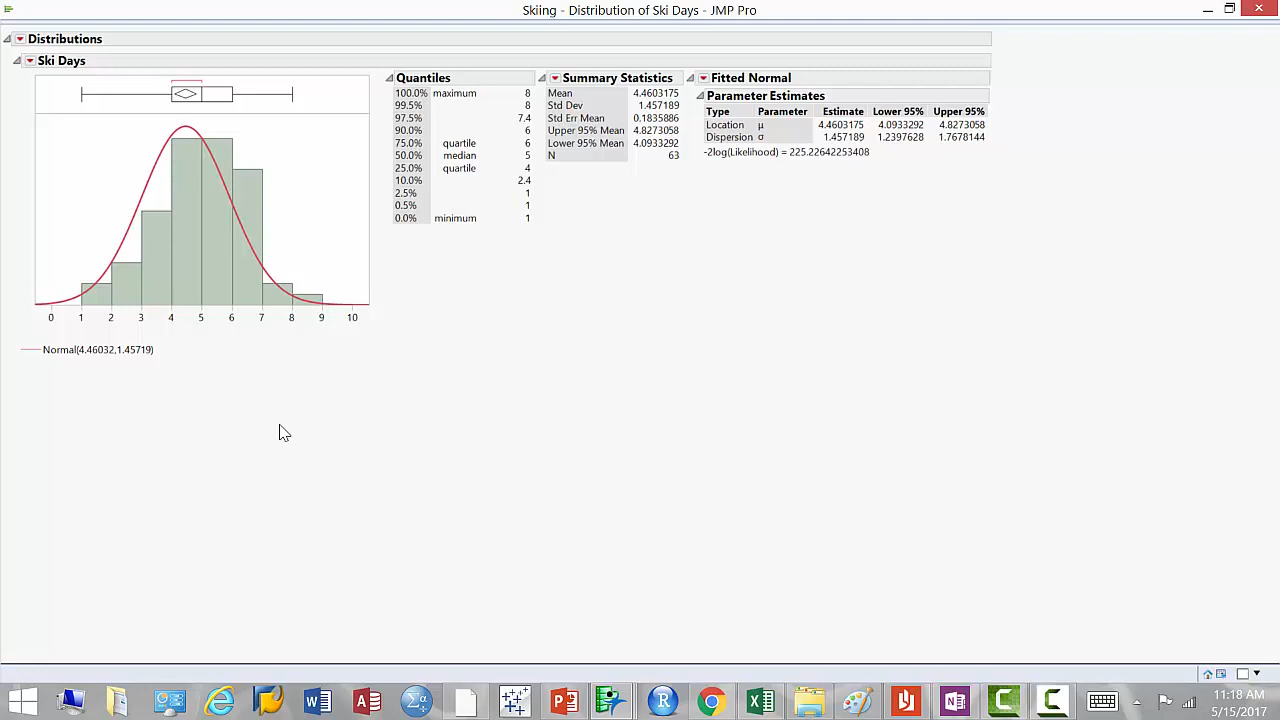 Skiing - Distribution of Ski Days - JMP Pro
Distributions
Ski Days
0 1 2 3 4 5 6 7 8 9 10
Normal(4.46032,1.45719)
Quantiles
100.0% maximum 8
99.5% 8
97.5% 7.4
90.0% 6
75.0% quartile 6
50.0% median 5
25.0% quartile 4
10.0% 2.4
2.5% 1
0.5% 1
0.0% minimum 1
Summary Statistics
Mean 4.4603175
Std Dev 1.457189
Std Err Mean 0.1835886
Upper 95% Mean 4.8273058
Lower 95% Mean 4.0933292
N 63
Fitted Normal
Parameter Estimates
Type Parameter Estimate Lower 95% Upper 95%
Location μ 4.4603175 4.0933292 4.8273058
Dispersion σ 1.457189 1.2397628 1.7678144
-2log(Likelihood) = 225.22642253408
11:18 AM
5/15/2017